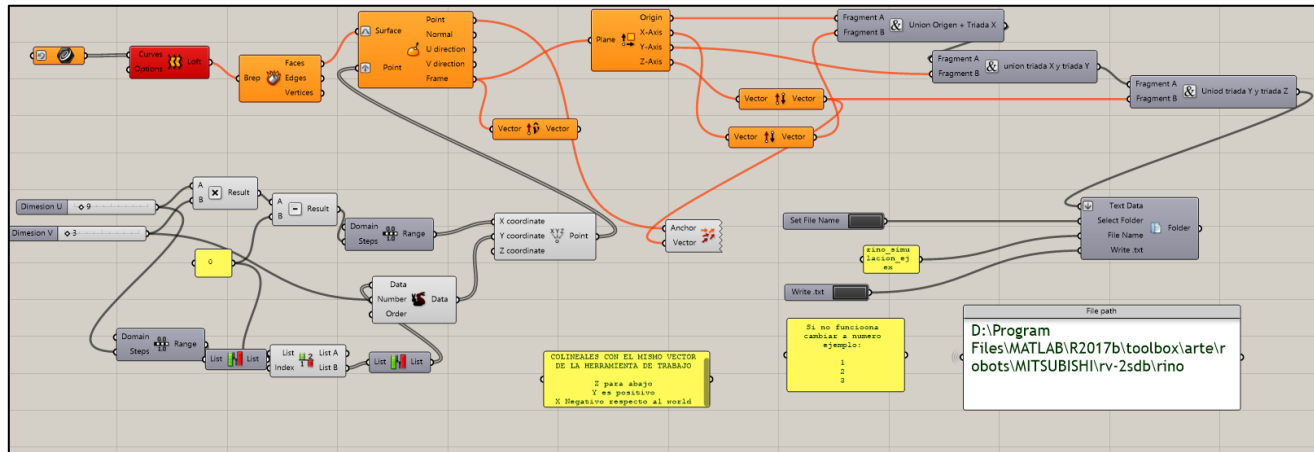 Curves
Options
Loft
Brep
Faces
Edges
Vertices
Surface
Point
Point
Normal
U direction
V direction
Frame
Vector
Vector
Plane
Origin
X-Axis
Y-Axis
Z-Axis
Vector
Vector
Vector
Vector
Fragment A
Fragment B
&
Union Origen + Triada X
Fragment A
Fragment B
&
union triada X y triada Y
Fragment A
Fragment B
&
Uniod triada Y y triada Z
Dimesion U
9
Dimesion V
3
A
B
Result
A
B
Result
0
Domain
Steps
Range
X coordinate
Y coordinate
Z coordinate
XYZ
Point
Anchor
Vector
Data
Number
Order
Data
Domain
Steps
Range
List
List
List
Index
List A
List B
List
List
Set File Name
rino_simu
lacion_ej
ex
Write .txt
Text Data
Select Folder
File Name
Write .txt
Folder
COLINEALES CON EL MISMO VECTOR
DE LA HERRAMIENTA DE TRABAJO
Z para abajo
Y es positivo
X Negativo respecto al world
Si no funcioona
cambiar a numero
ejemplo:
1
2
3
File path
D:\Program
Files\MATLAB\R2017b\toolbox\arte\r
obots\MITSUBISHI\rv-2sdb\rino